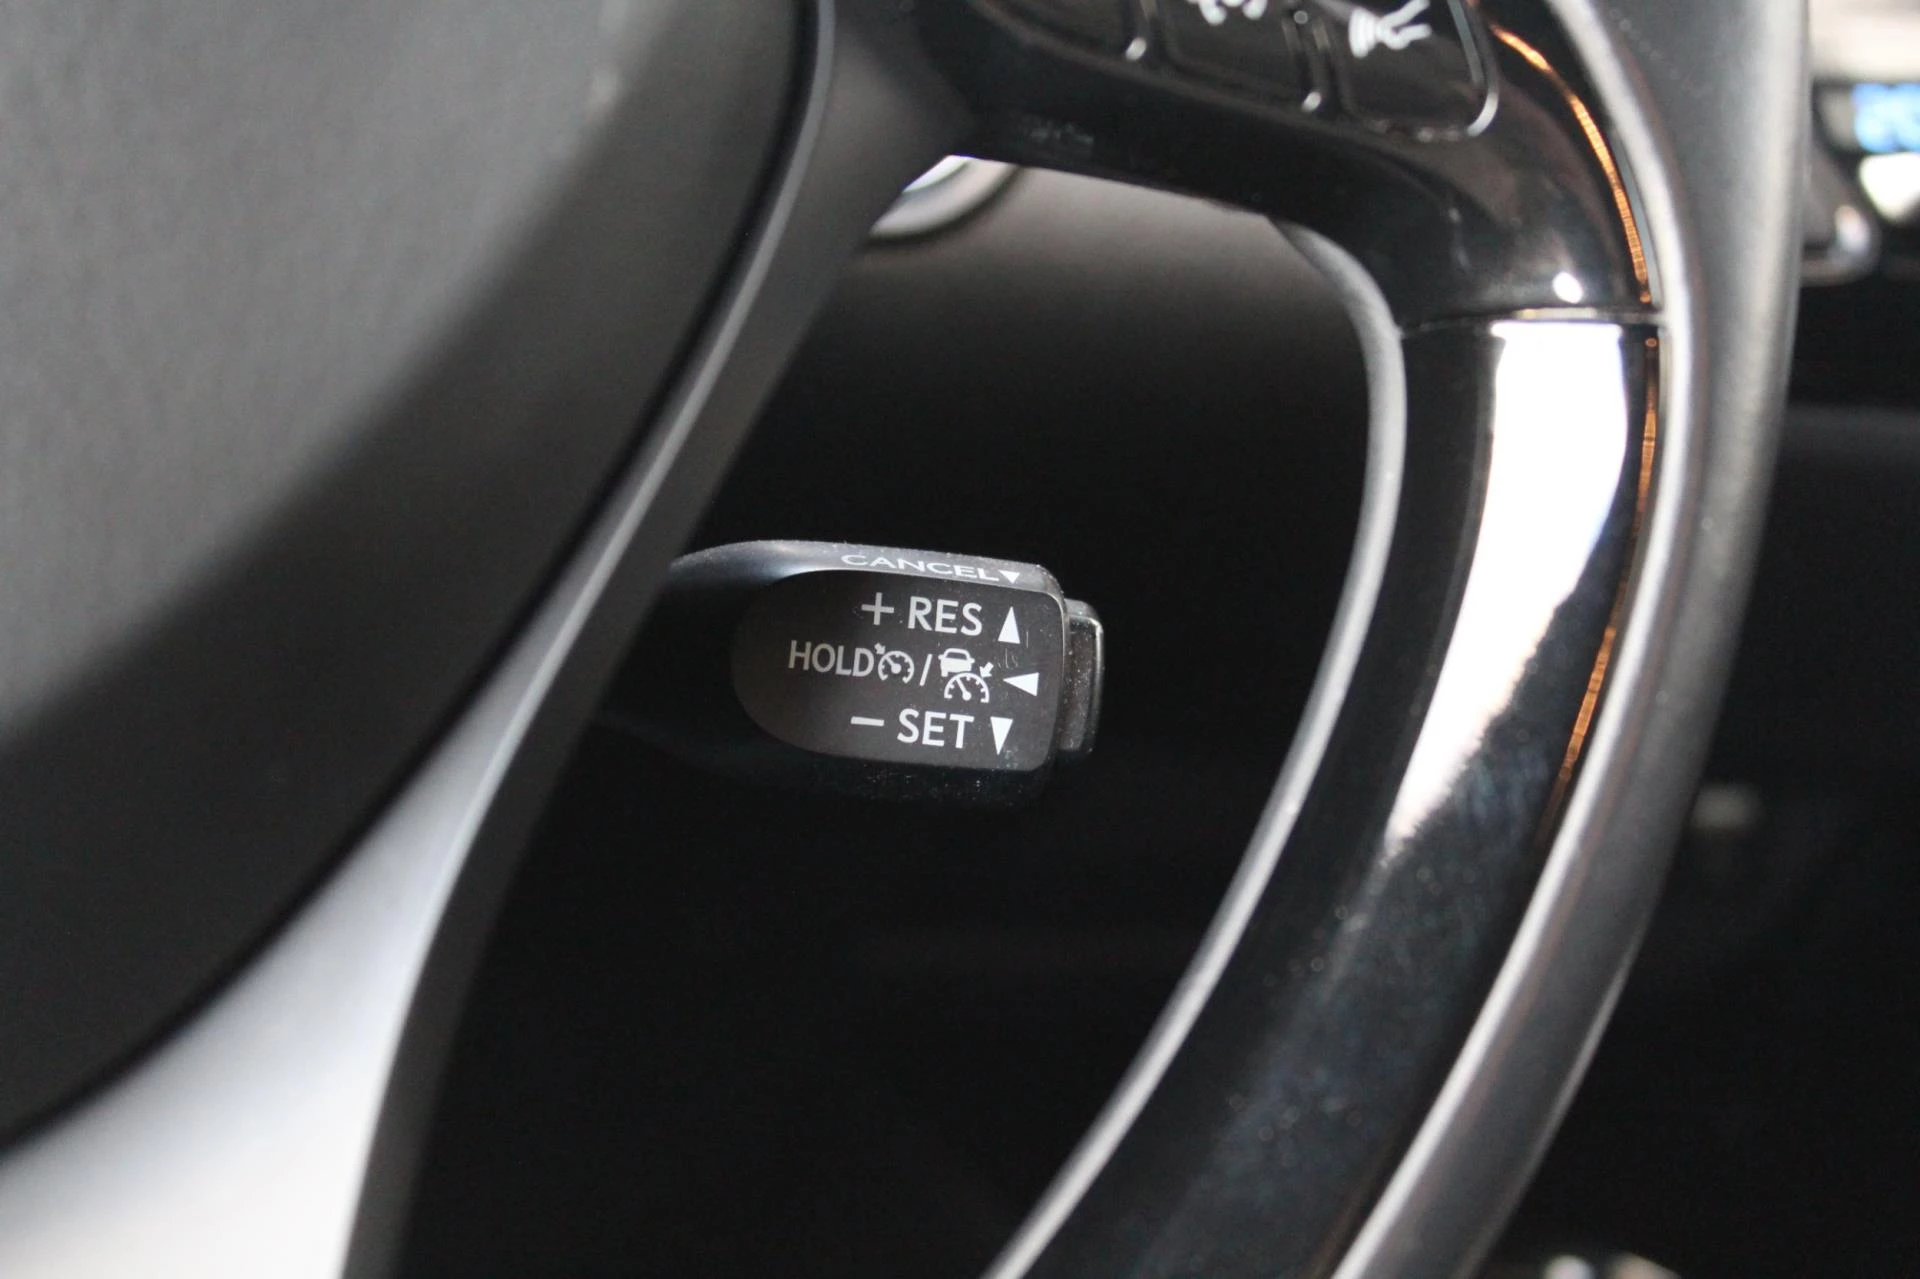 CANCEL
+ RES
HOLD /
− SET